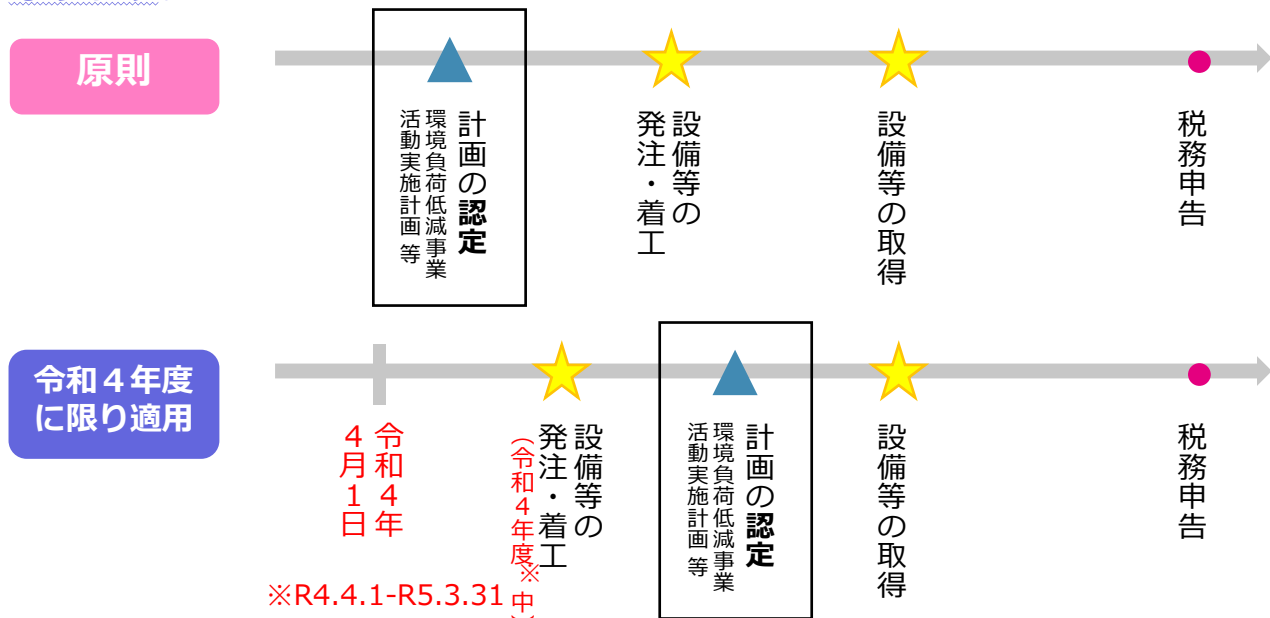 原則
計画の認定
環境負荷低減事業
活動実施計画 等
設備等の
発注・着工
設備等の取得
税務申告
令和４年度
に限り適用
令和４年
４月１日
設備等の
発注・着工
（令和４年度※中）
計画の認定
環境負荷低減事業
活動実施計画 等
設備等の取得
税務申告
※R4.4.1-R5.3.31